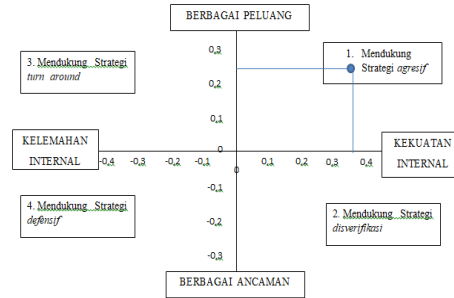 BERBAGAI PELUANG
3. Mendukung Strategi
turn around
1. Mendukung
Strategi agresif
0,3
0,2
0,1
0
KELEMAHAN
INTERNAL
-0,4 -0,3 -0,2 -0,1 0 0,1 0,2 0,3 0,4
KEKUATAN
INTERNAL
-0,1
-0,2
-0,3
4. Mendukung Strategi
defensif
2. Mendukung Strategi
disverifikasi
BERBAGAI ANCAMAN